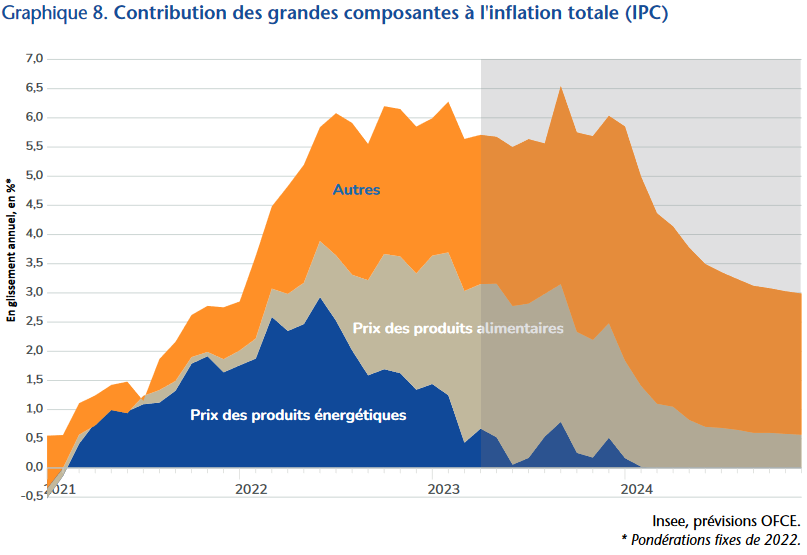 Graphique 8. Contribution des grandes composantes à l'inflation totale (IPC)
7,0
6,5
6,0
5,5
5,0
4,5
4,0
3,5
3,0
2,5
2,0
1,5
1,0
0,5
0,0
-0,5
En glissement annuel, en %*
Autres
Prix des produits alimentaires
Prix des produits énergétiques
2021
2022
2023
2024
Insee, prévisions OFCE.
* Pondérations fixes de 2022.